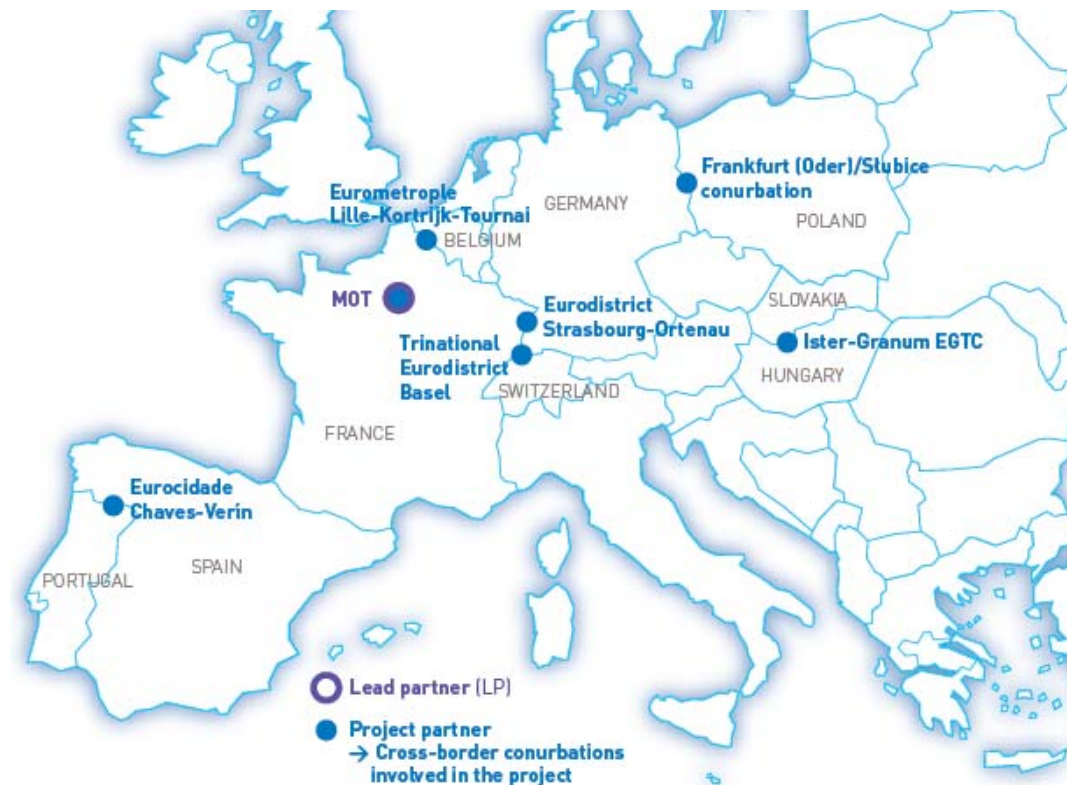 Frankfurt (Oder)/Słubice
conurbation
Eurometrople
Lille-Kortrijk-Tournai
GERMANY
POLAND
BELGIUM
MOT
SLOVAKIA
Eurodistrict
Strasbourg-Ortenau
Trinational
Eurodistrict
Basel
Ister-Granum EGTC
HUNGARY
SWITZERLAND
FRANCE
Eurocidade
Chaves-Verin
PORTUGAL
SPAIN
Lead partner (LP)
Project partner
→ Cross-border conurbations
involved in the project